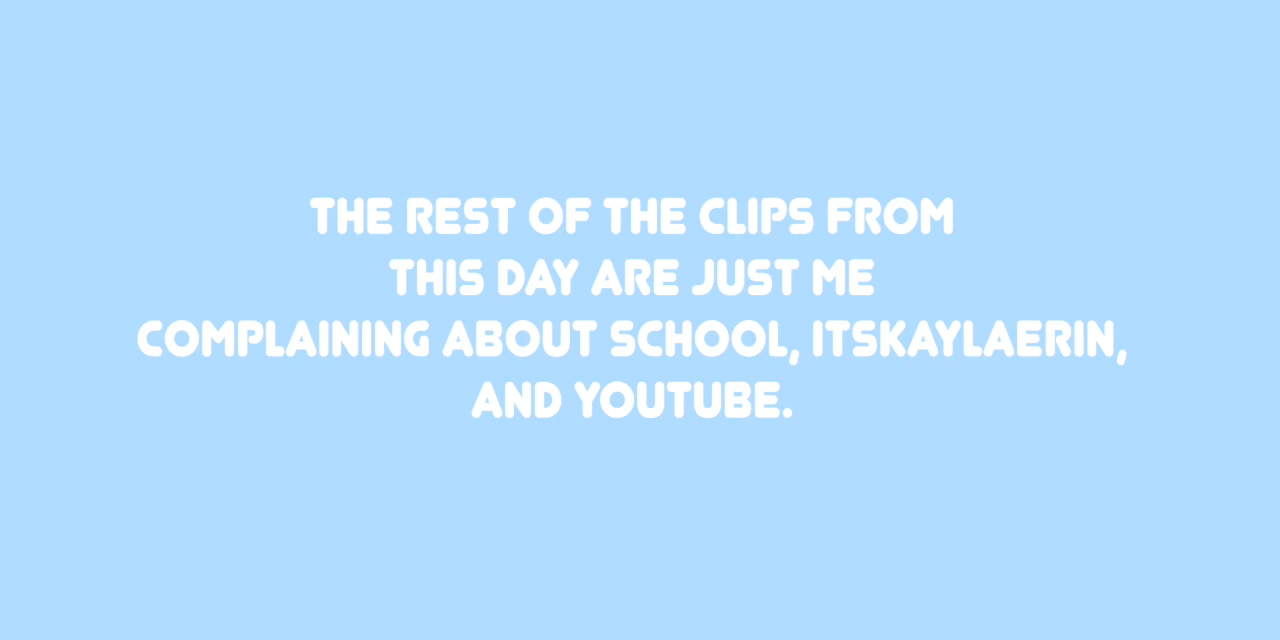 THE REST OF THE CLIPS FROM
THIS DAY ARE JUST ME
COMPLAINING ABOUT SCHOOL, ITSKAYLAERIN,
AND YOUTUBE.